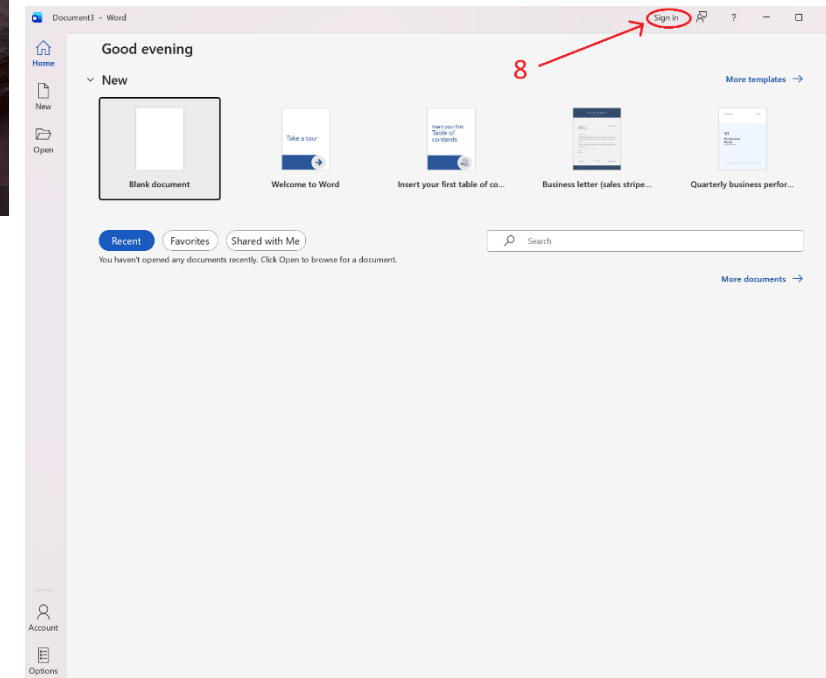 Document3 - Word
Sign in
?
8
Home
New
Open
Good evening
New
More templates
Take a tour
Insert your first
Table of
contents
Blank document
Welcome to Word
Insert your first table of co...
Business letter (sales stripe...
Quarterly business perfor...
Recent
Favorites
Shared with Me
Search
You haven't opened any documents recently. Click Open to browse for a document.
More documents
Account
Options